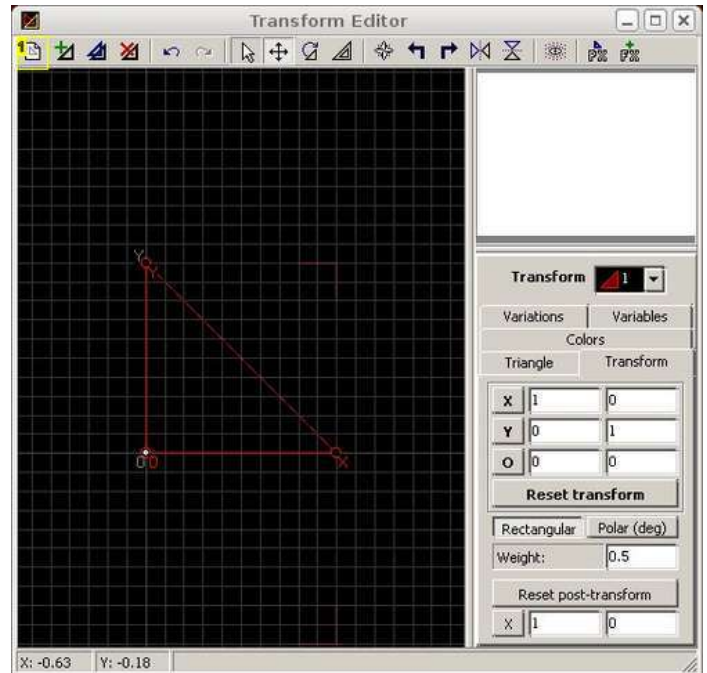 Transform Editor
Y
Y
O O
X
Transform 1
Variations Variables
Colors
Triangle Transform
X 1 0
Y 0 1
O 0 0
Reset transform
Rectangular Polar (deg)
Weight: 0.5
Reset post-transform
X 1 0
X: -0.63 Y: -0.18